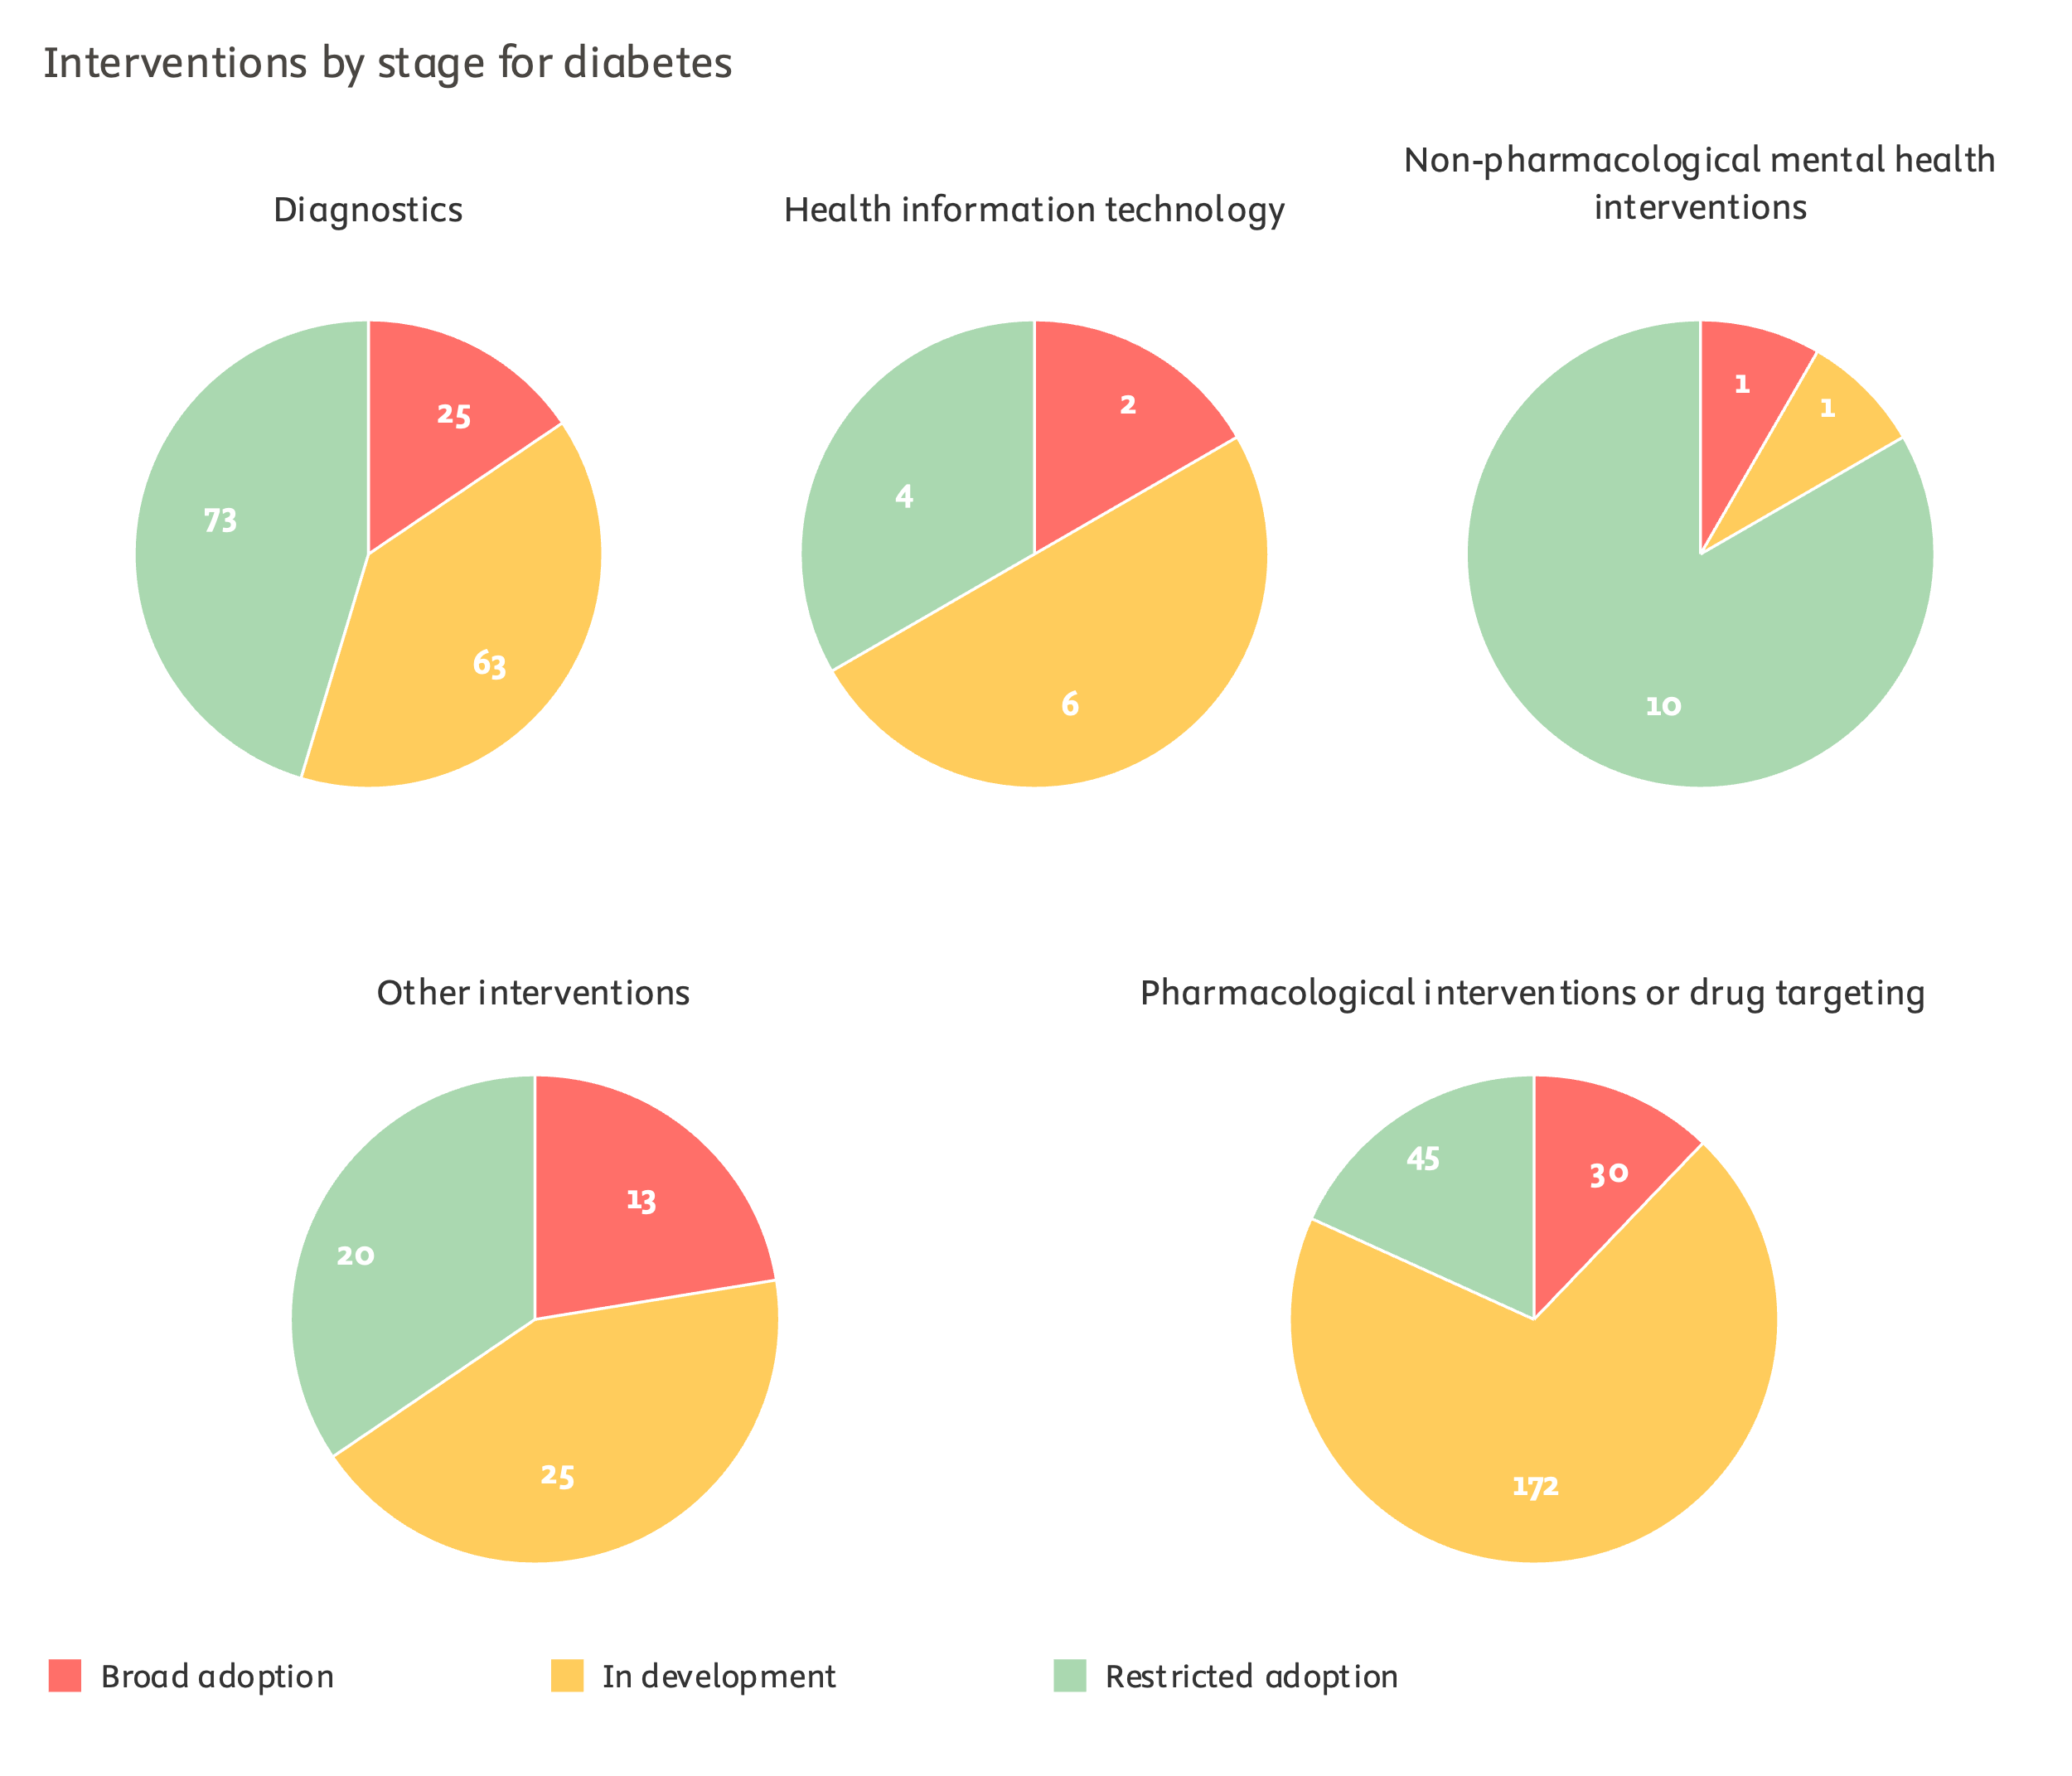 Interventions by stage for diabetes
Diagnostics
Health information technology
Non-pharmacological mental health
interventions
25
73
63
2
4
6
1
1
10
Other interventions
Pharmacological interventions or drug targeting
13
20
25
45
30
172
Broad adoption
In development
Restricted adoption